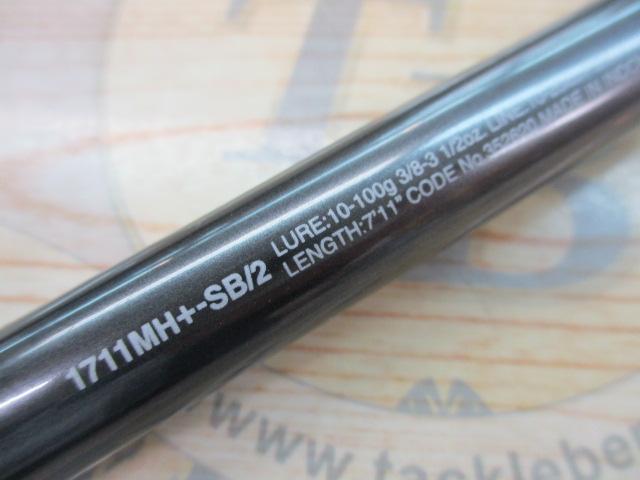 1711MH+-SB/2
LURE:10-100g 3/8-3 1/2oz. LINE:
LENGTH:7'11" CODE No.352620 MADE IN
www.tackleber